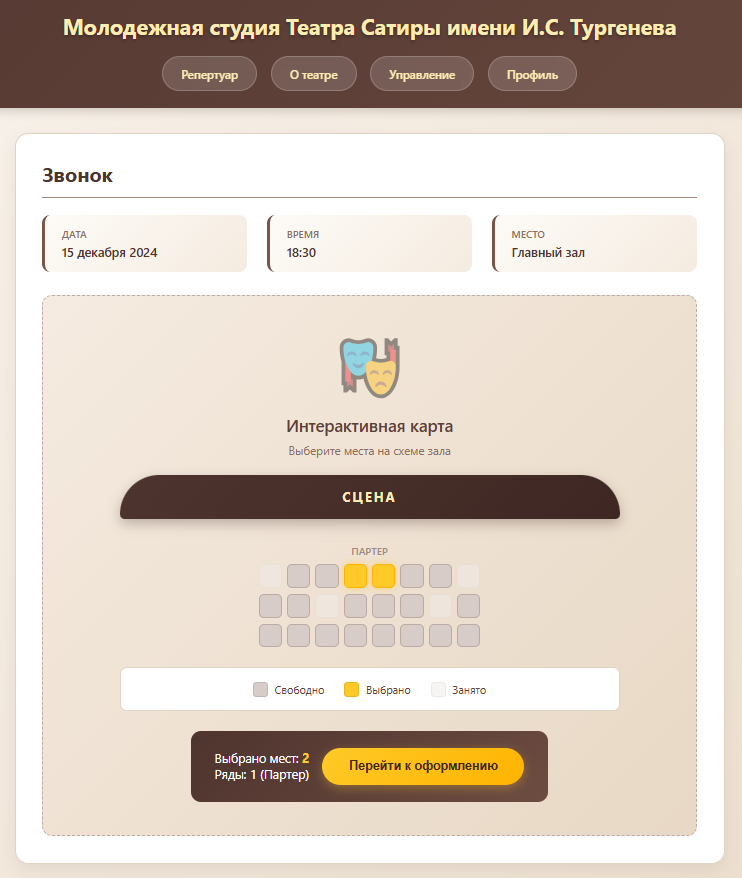 Молодежная студия Театра Сатиры имени И.С. Тургенева
Репертуар
О театре
Управление
Профиль
Звонок
ДАТА
15 декабря 2024
ВРЕМЯ
18:30
МЕСТО
Главный зал
Интерактивная карта
Выберите места на схеме зала
СЦЕНА
ПАРТЕР
Свободно
Выбрано
Занято
Выбрано мест: 2
Ряды: 1 (Партер)
Перейти к оформлению